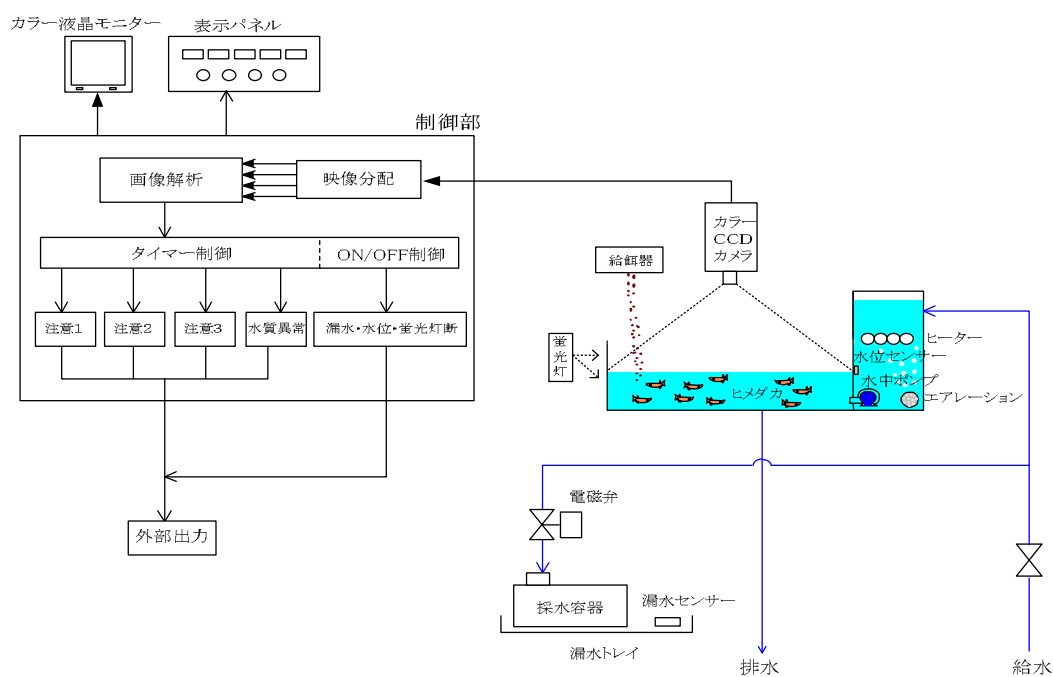 カラー液晶モニター
表示パネル
制御部
画像解析
映像分配
タイマー制御
ON/OFF制御
注意1
注意2
注意3
水質異常
漏水・水位・蛍光灯断
外部出力
カラー
CCD
カメラ
給餌器
蛍光灯
ヒメダカ
ヒーター
水位センサー
水中ポンプ
エアレーション
電磁弁
採水容器
漏水センサー
漏水トレイ
排水
給水